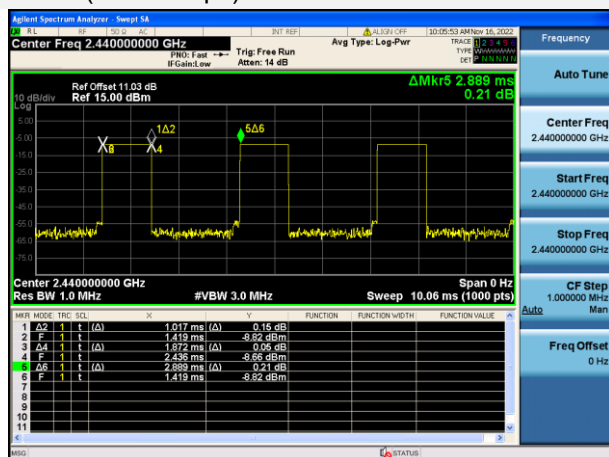 Agilent Spectrum Analyzer - Swept SA
RL RF 50 Ω AC INT REF ALIGN OFF 10:05:53 AM Nov 16, 2022
Center Freq 2.440000000 GHz
PNO: Fast Trig: Free Run
IFGain:Low Atten: 14 dB
Avg Type: Log-Pwr
TRACE 1 2 3 4 5 6
TYPE
DET P N N N N N
Ref Offset 11.03 dB
10 dB/div Ref 15.00 dBm
Log
ΔMkr5 2.889 ms
0.21 dB
5.00
-5.00
-15.0
-25.0
-35.0
-45.0
-55.0
-65.0
-75.0
1Δ2
5Δ6
4
Center 2.440000000 GHz Span 0 Hz
Res BW 1.0 MHz #VBW 3.0 MHz Sweep 10.06 ms (1000 pts)
MKR MODE TRC SCL X Y FUNCTION FUNCTION WIDTH FUNCTION VALUE
1 Δ2 1 t (Δ) 1.017 ms (Δ) 0.15 dB
2 F 1 t 1.419 ms -8.82 dBm
3 Δ4 1 t (Δ) 1.872 ms (Δ) 0.05 dB
4 F 1 t 2.436 ms -8.66 dBm
5 Δ6 1 t (Δ) 2.889 ms (Δ) 0.21 dB
6 F 1 t 1.419 ms -8.82 dBm
7
8
9
10
11
MSG STATUS
Frequency
Auto Tune
Center Freq
2.440000000 GHz
Start Freq
2.440000000 GHz
Stop Freq
2.440000000 GHz
CF Step
1.000000 MHz
Auto Man
Freq Offset
0 Hz